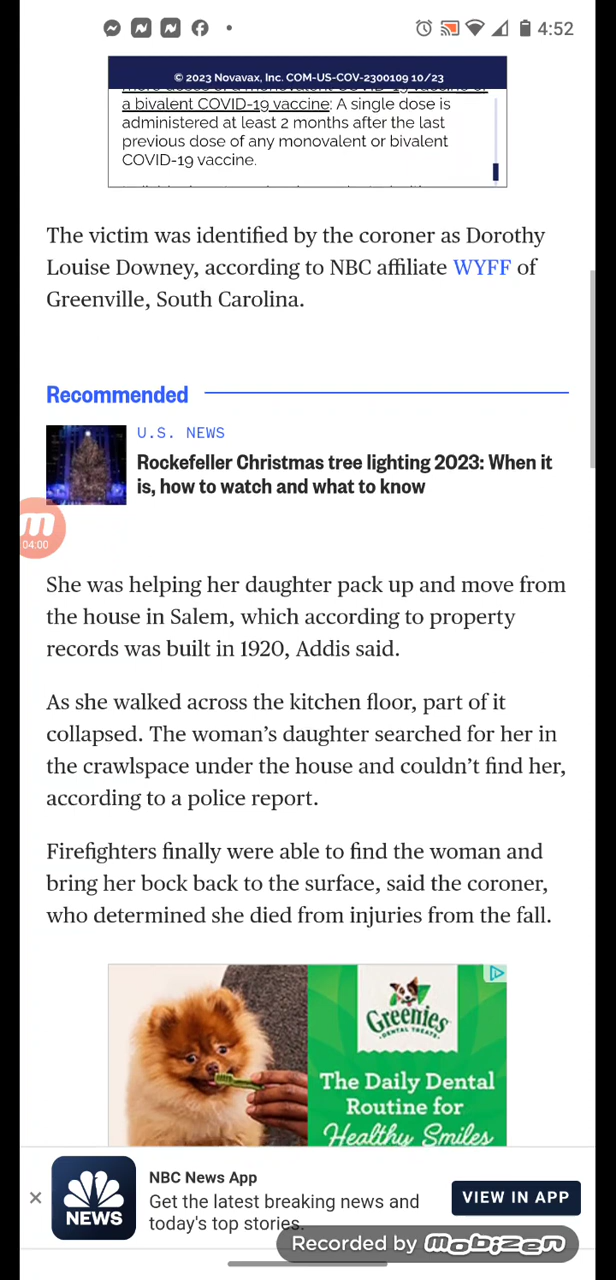 4:52
© 2023 Novavax, Inc. COM-US-COV-2300109 10/23
a bivalent COVID-19 vaccine: A single dose is
administered at least 2 months after the last
previous dose of any monovalent or bivalent
COVID-19 vaccine.
The victim was identified by the coroner as Dorothy
Louise Downey, according to NBC affiliate WYFF of
Greenville, South Carolina.
Recommended
U.S. NEWS
Rockefeller Christmas tree lighting 2023: When it
is, how to watch and what to know
04:00
She was helping her daughter pack up and move from
the house in Salem, which according to property
records was built in 1920, Addis said.
As she walked across the kitchen floor, part of it
collapsed. The woman’s daughter searched for her in
the crawlspace under the house and couldn’t find her,
according to a police report.
Firefighters finally were able to find the woman and
bring her bock back to the surface, said the coroner,
who determined she died from injuries from the fall.
Greenies
DENTAL TREATS
The Daily Dental
Routine for
Healthy Smiles
NEWS
NBC News App
Get the latest breaking news and
today's top stories.
VIEW IN APP
Recorded by mobizen